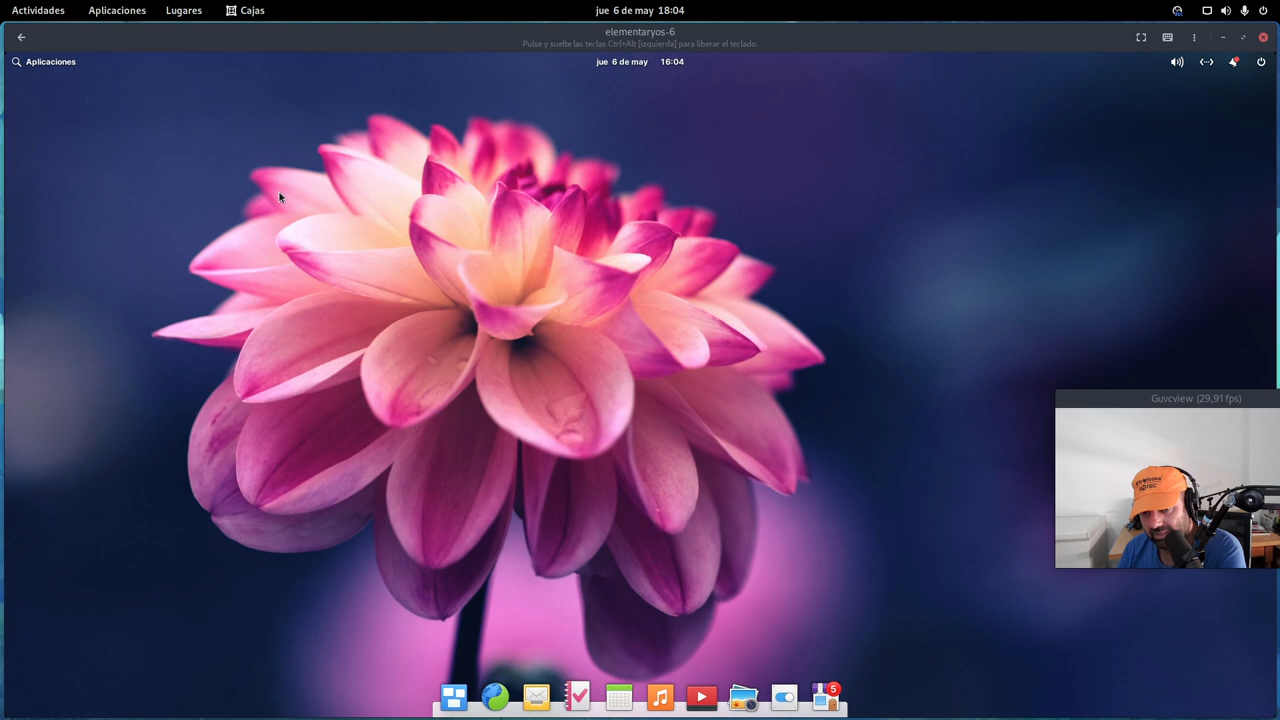 Actividades Aplicaciones Lugares Cajas jue 6 de may 18:04
elementaryos-6
Pulse y suelte las teclas Ctrl+Alt [izquierda] para liberar el teclado.
Aplicaciones jue 6 de may 16:04
Guvcview (29,91 fps)
5